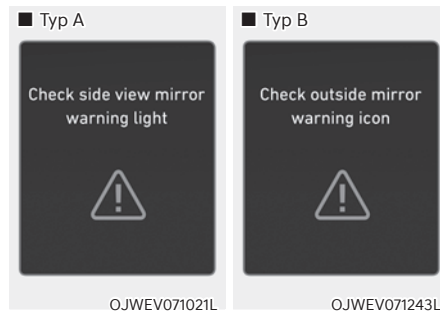 ■ Typ A
Check side view mirror
warning light
OJWEV071021L
■ Typ B
Check outside mirror
warning icon
OJWEV071243L